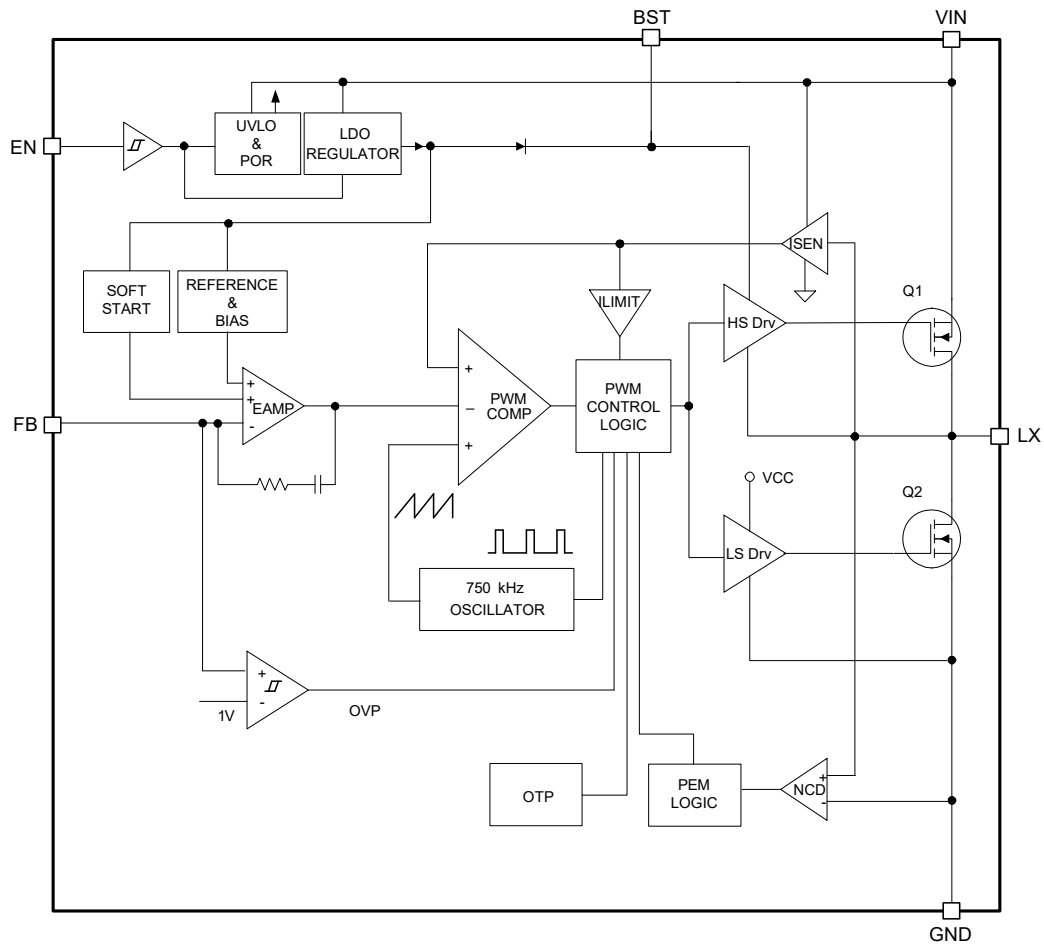 BST
VIN
EN
UVLO
&
POR
LDO
REGULATOR
ISEN
SOFT
START
REFERENCE
&
BIAS
ILIMIT
HS Drv
Q1
+
+
-
EAMP
+
–
+
PWM
COMP
PWM
CONTROL
LOGIC
FB
LX
VCC
Q2
LS Drv
750 kHz
OSCILLATOR
+
-
1V
OVP
OTP
PEM
LOGIC
NCD
+
-
GND